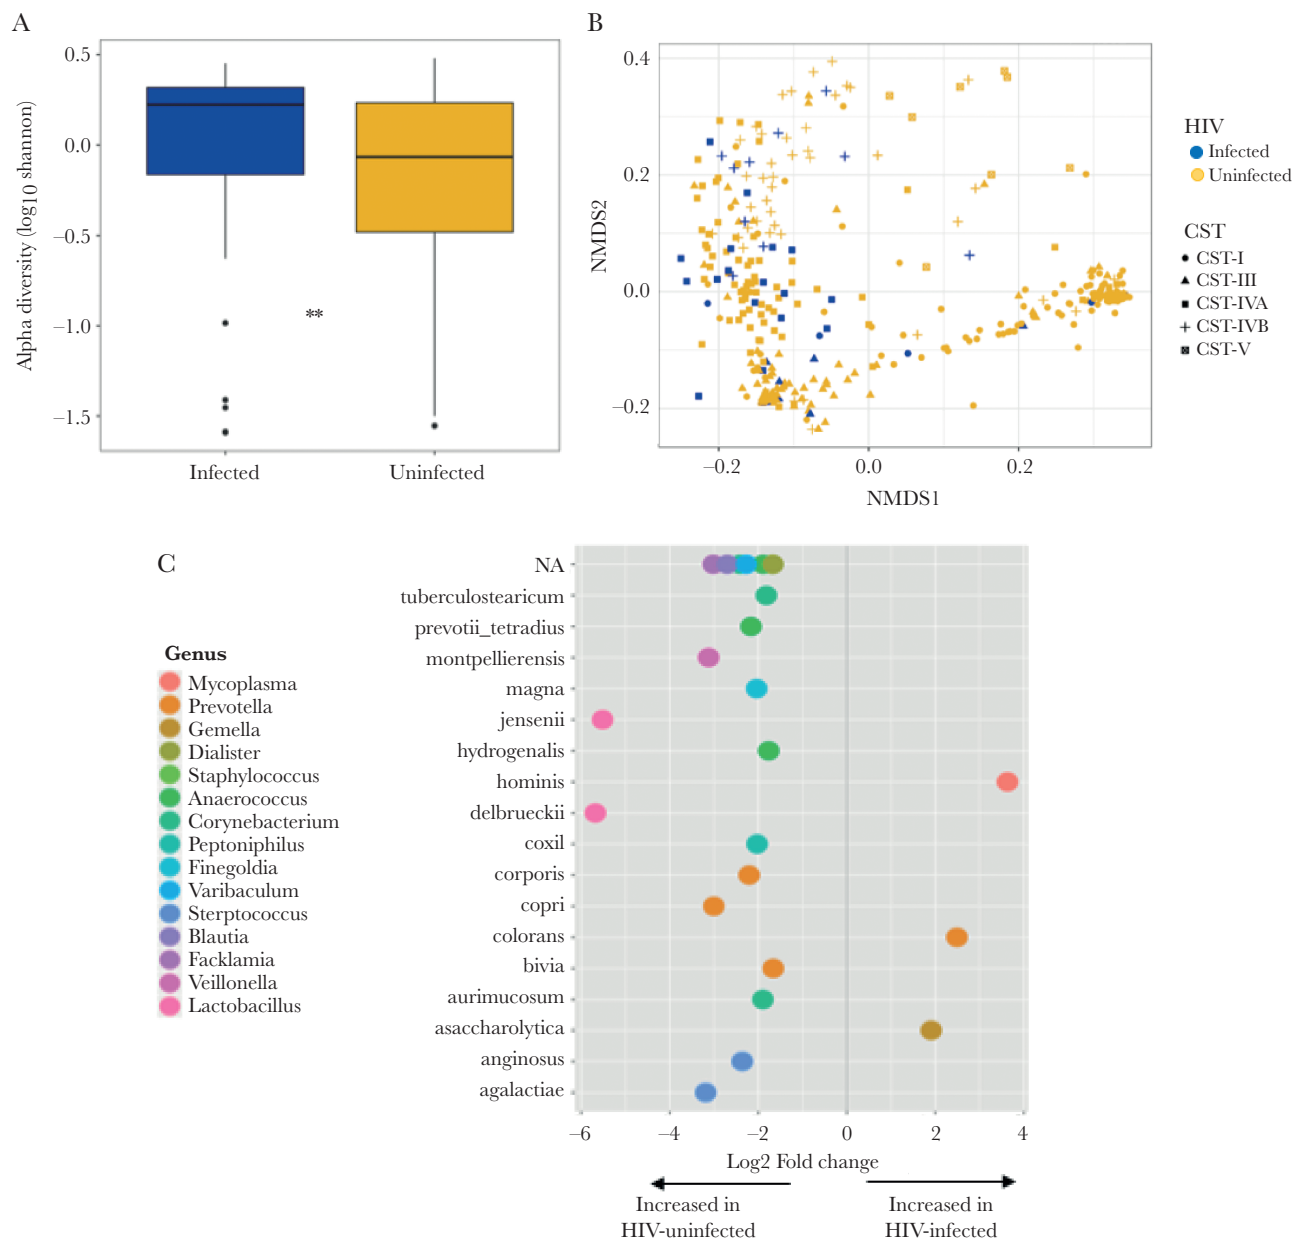 A
Alpha diversity (log10 shannon)
0.5
0.0
−0.5
−1.0
−1.5
**
Infected
Uninfected
B
NMDS2
0.4
0.2
0.0
−0.2
−0.2
0.0
0.2
NMDS1
HIV
Infected
Uninfected
CST
CST-I
CST-III
CST-IVA
CST-IVB
CST-V
C
Genus
Mycoplasma
Prevotella
Gemella
Dialister
Staphylococcus
Anaerococcus
Corynebacterium
Peptoniphilus
Finegoldia
Varibaculum
Sterptococcus
Blautia
Facklamia
Veillonella
Lactobacillus
NA
tuberculostearicum
prevotii_tetradius
montpellierensis
magna
jensenii
hydrogenalis
hominis
delbrueckii
coxil
corporis
copri
colorans
bivia
aurimucosum
asaccharolytica
anginosus
agalactiae
−6
−4
−2
0
2
4
Log2 Fold change
Increased in
HIV-uninfected
Increased in
HIV-infected